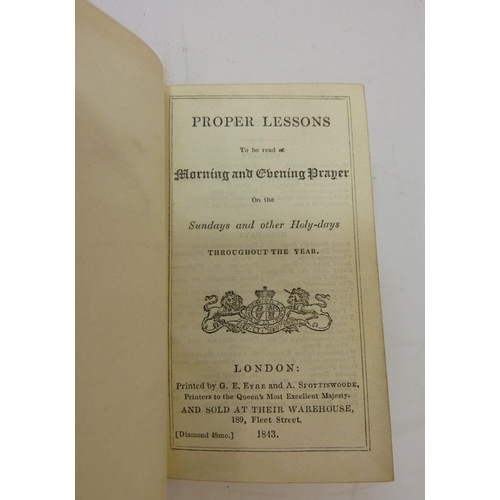 PROPER LESSONS
To be read at
Morning and Evening Prayer
On the
Sundays and other Holy-days
THROUGHOUT THE YEAR.
LONDON:
Printed by G. E. EYRE and A. SPOTTISWOODE,
Printers to the Queen's Most Excellent Majesty:
AND SOLD AT THEIR WAREHOUSE,
189, Fleet Street.
[Diamond 48mo.] 1843.